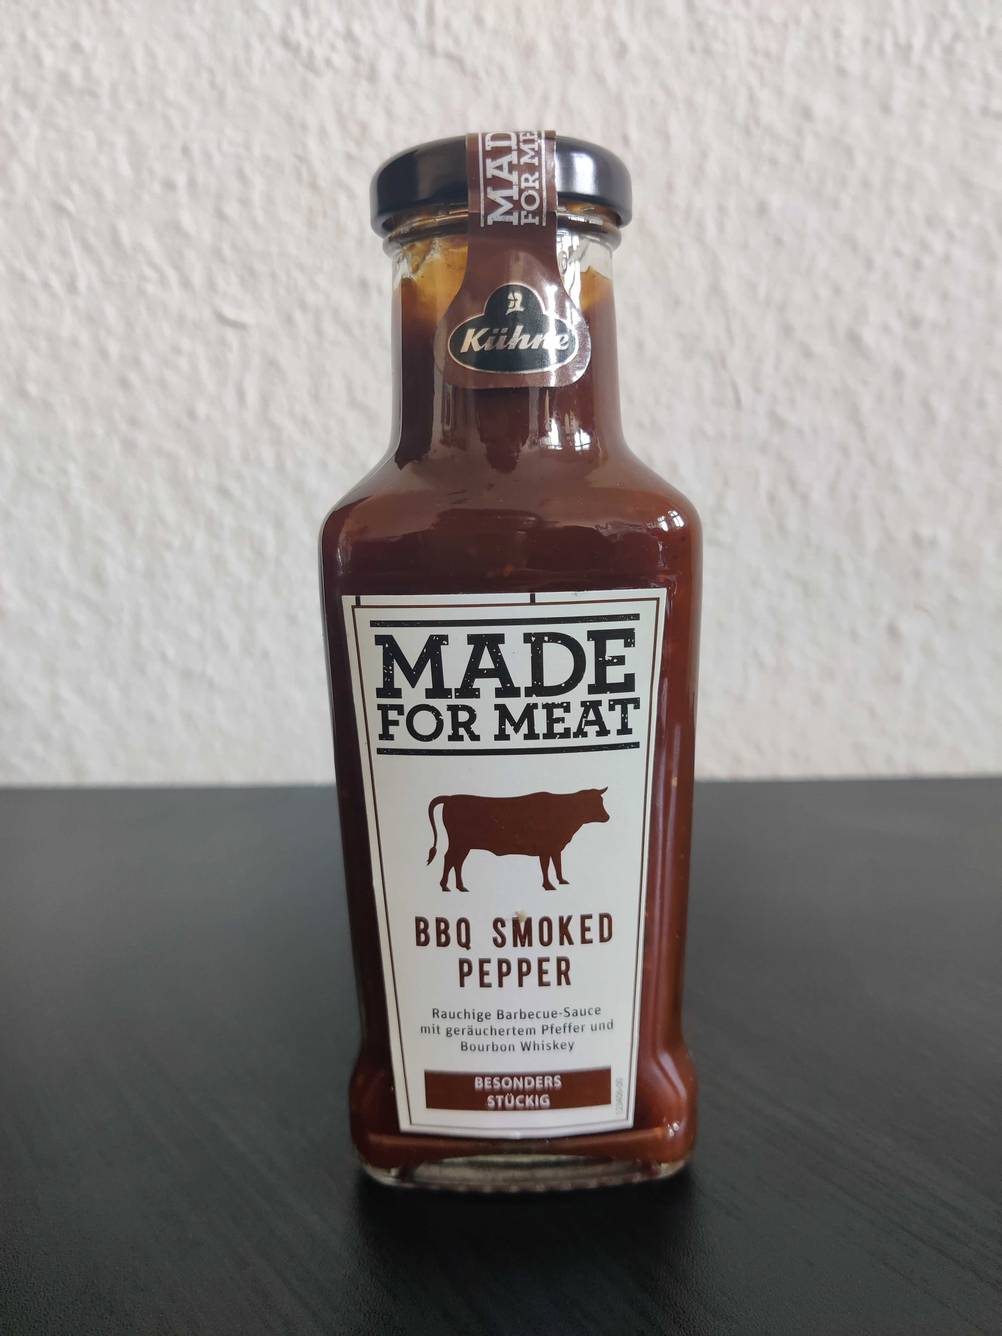 MADE
FOR ME
Kühne
MADE
FOR MEAT
BBQ SMOKED
PEPPER
Rauchige Barbecue-Sauce
mit geräuchertem Pfeffer und
Bourbon Whiskey
BESONDERS
STÜCKIG